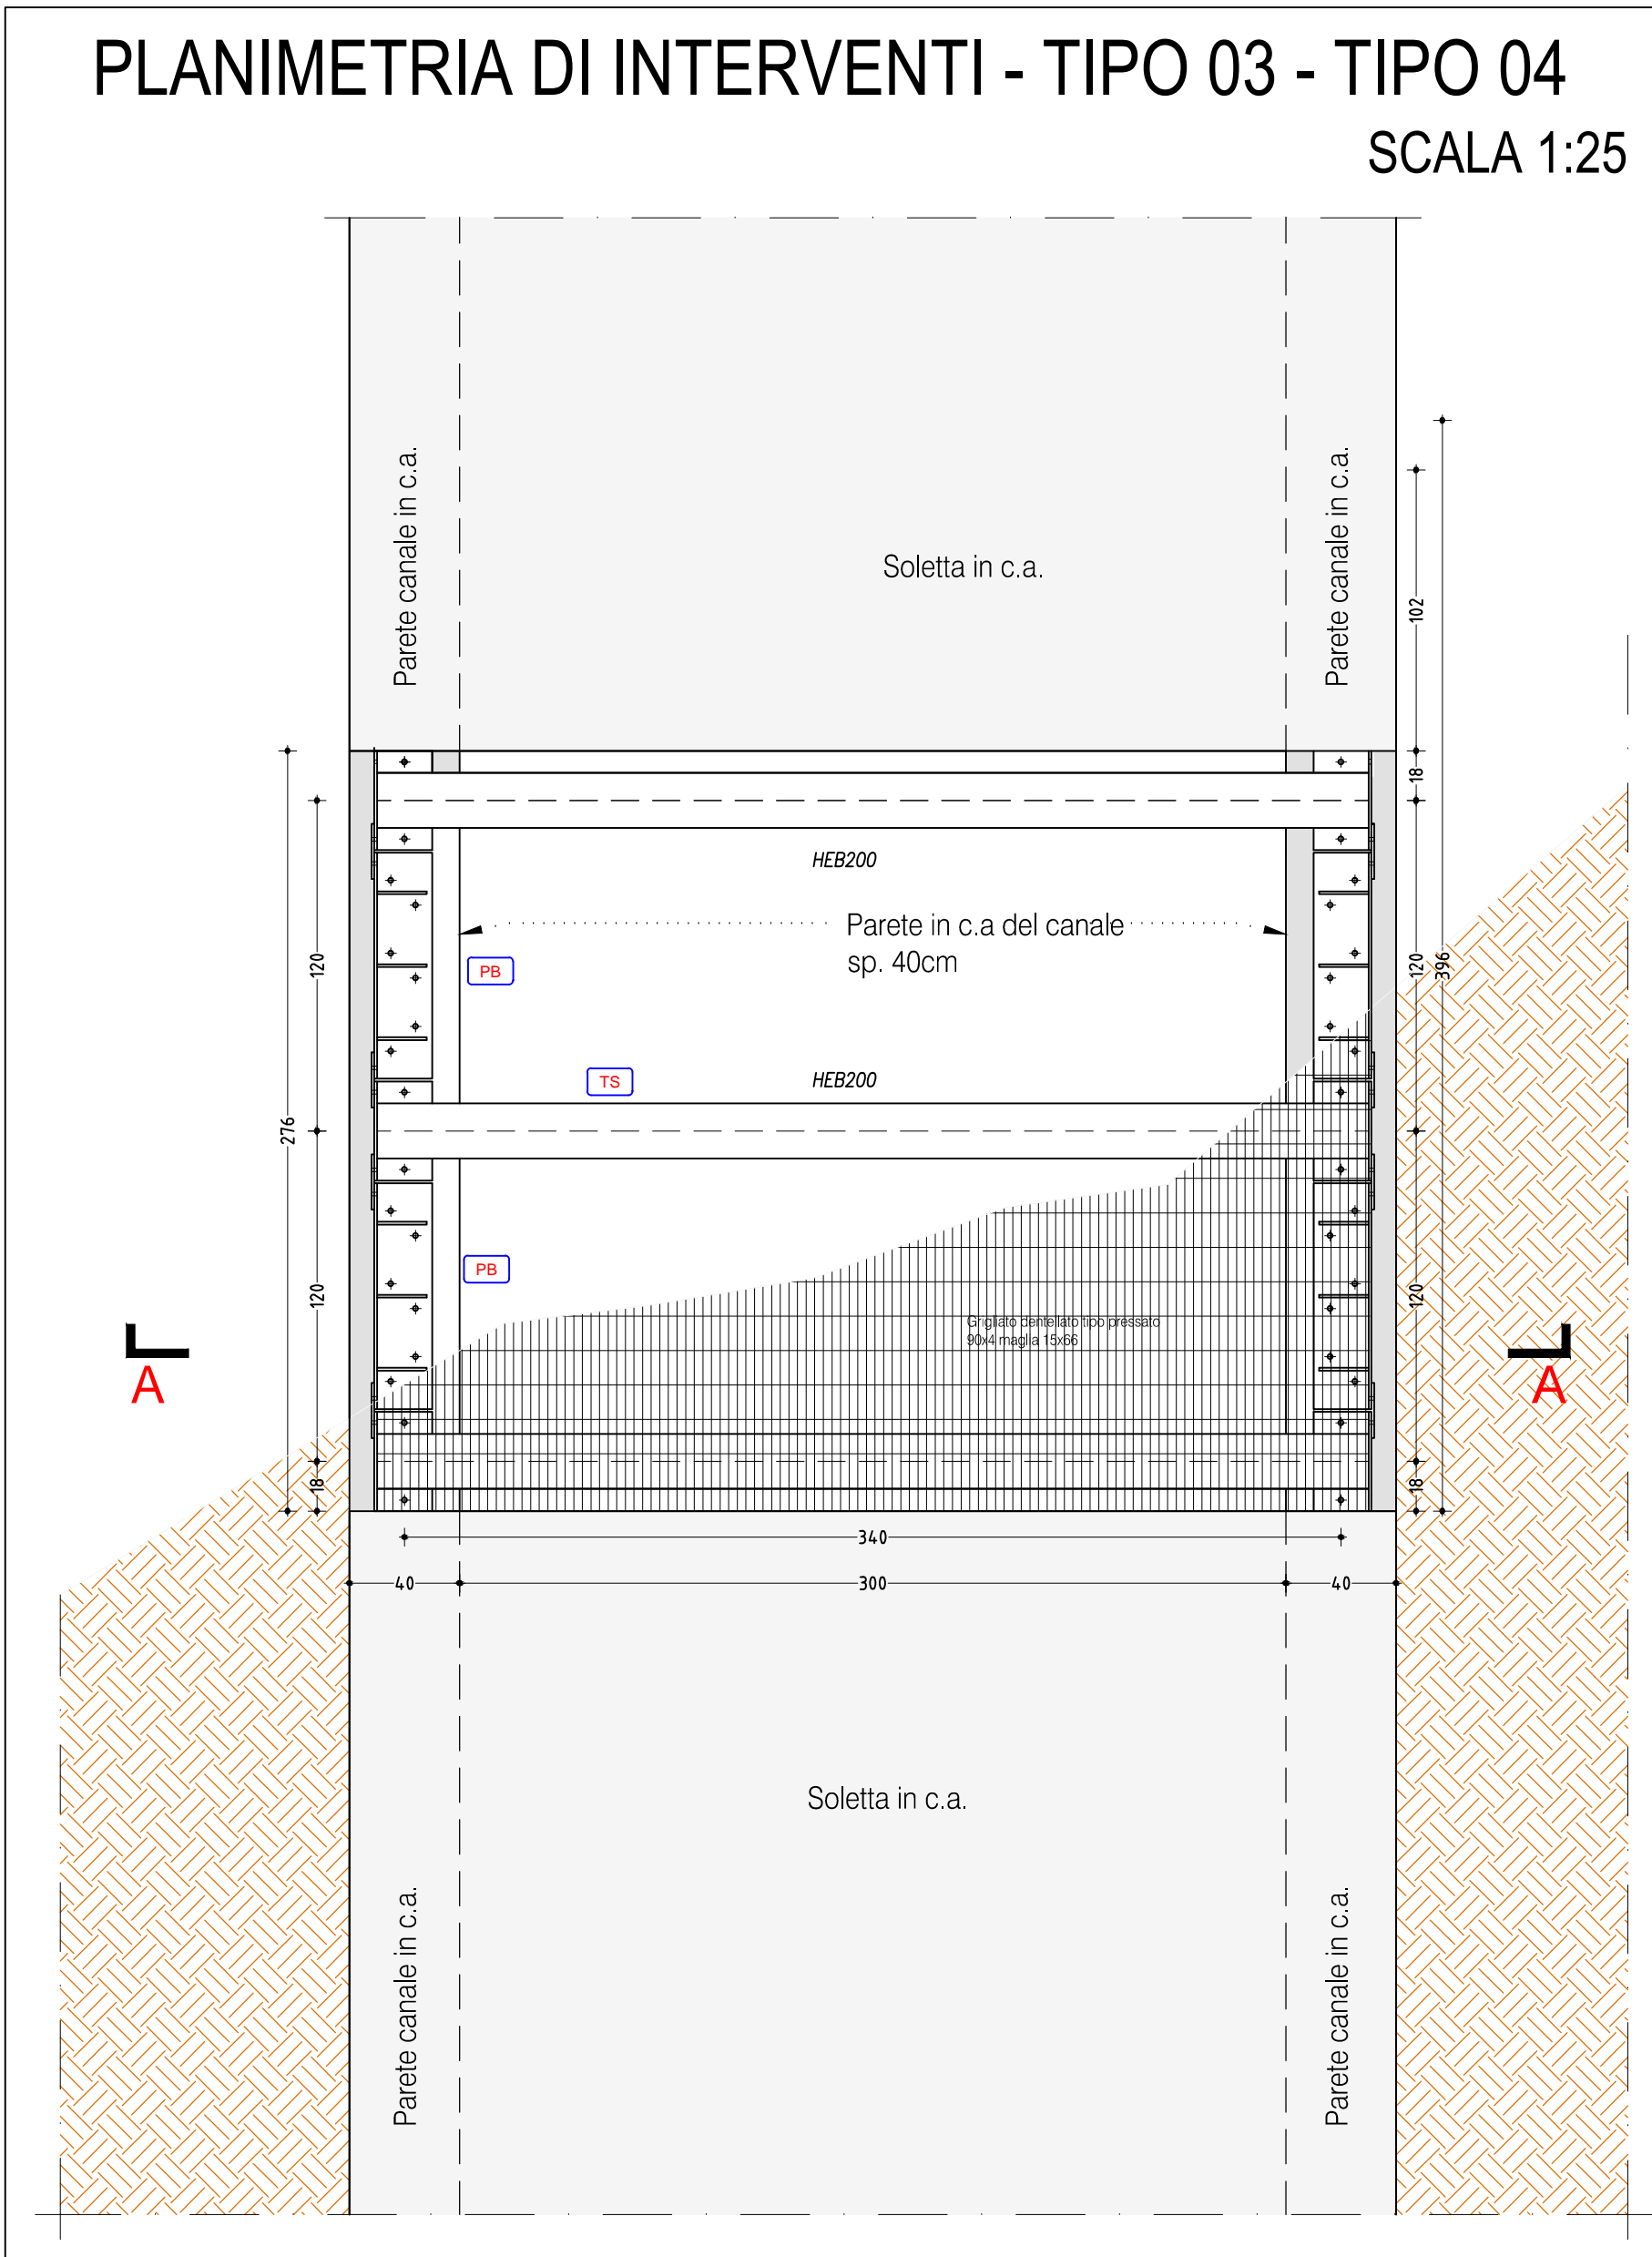 PLANIMETRIA DI INTERVENTI - TIPO 03 - TIPO 04
SCALA 1:25
Parete canale in c.a.
Soletta in c.a.
Parete canale in c.a.
102
18
HEB200
Parete in c.a del canale
sp. 40cm
PB
120
120
396
HEB200
TS
276
PB
120
120
Grigliato dentellato tipo pressato
90x4 maglia 15x66
A
A
18
18
340
40
300
40
Soletta in c.a.
Parete canale in c.a.
Parete canale in c.a.